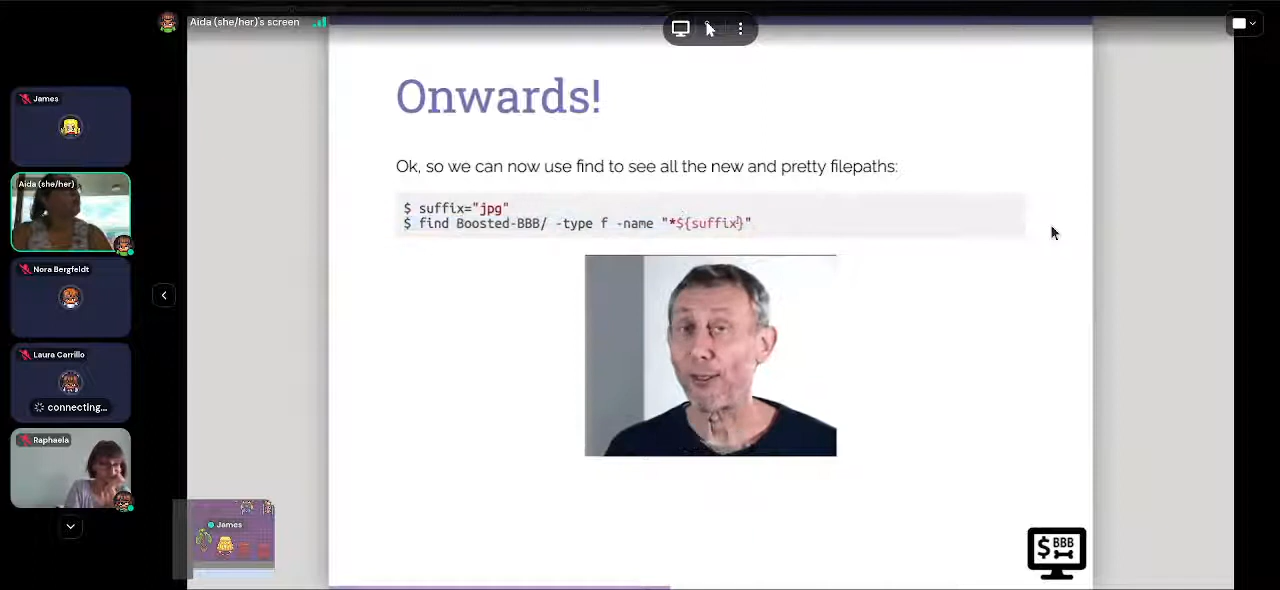 Aida (she/her)'s screen
James
Aida (she/her)
Nora Bergfeldt
Laura Carrillo
connecting...
Raphaela
James
Onwards!
Ok, so we can now use find to see all the new and pretty filepaths:
$ suffix="jpg"
$ find Boosted-BBB/ -type f -name "*${suffix}"
$ BBB